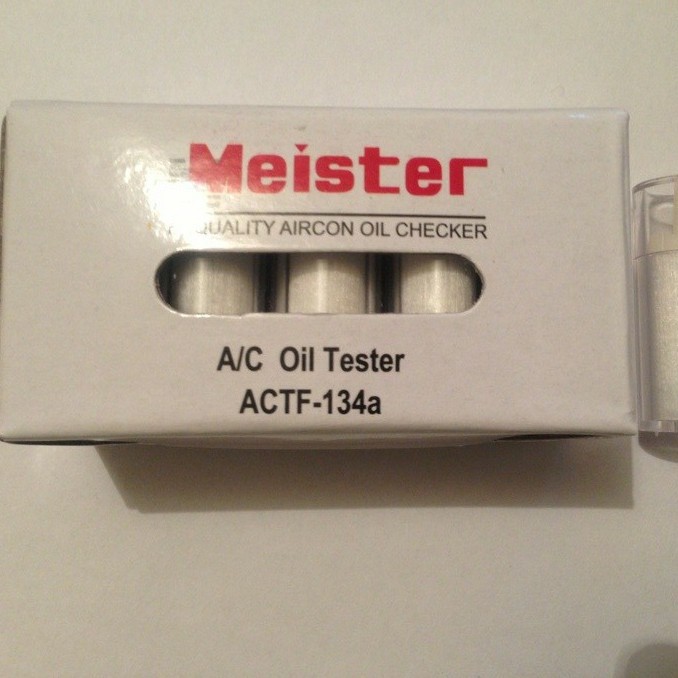 Meister
QUALITY AIRCON OIL CHECKER
A/C Oil Tester
ACTF-134a